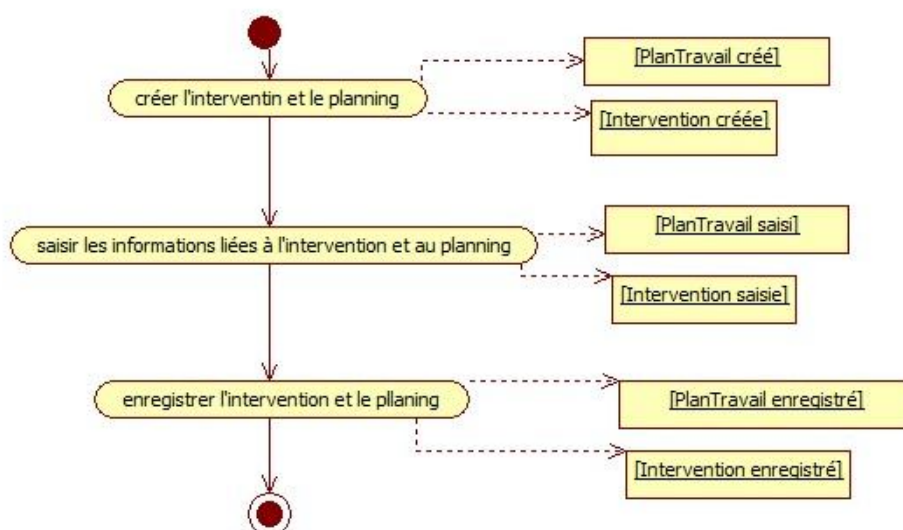 [PlanTravail créé]
créer l'interventin et le planning
[Intervention créée]
[PlanTravail saisi]
saisir les informations liées à l'intervention et au planning
[Intervention saisie]
[PlanTravail enregistré]
enregistrer l'intervention et le pllaning
[Intervention enregistré]